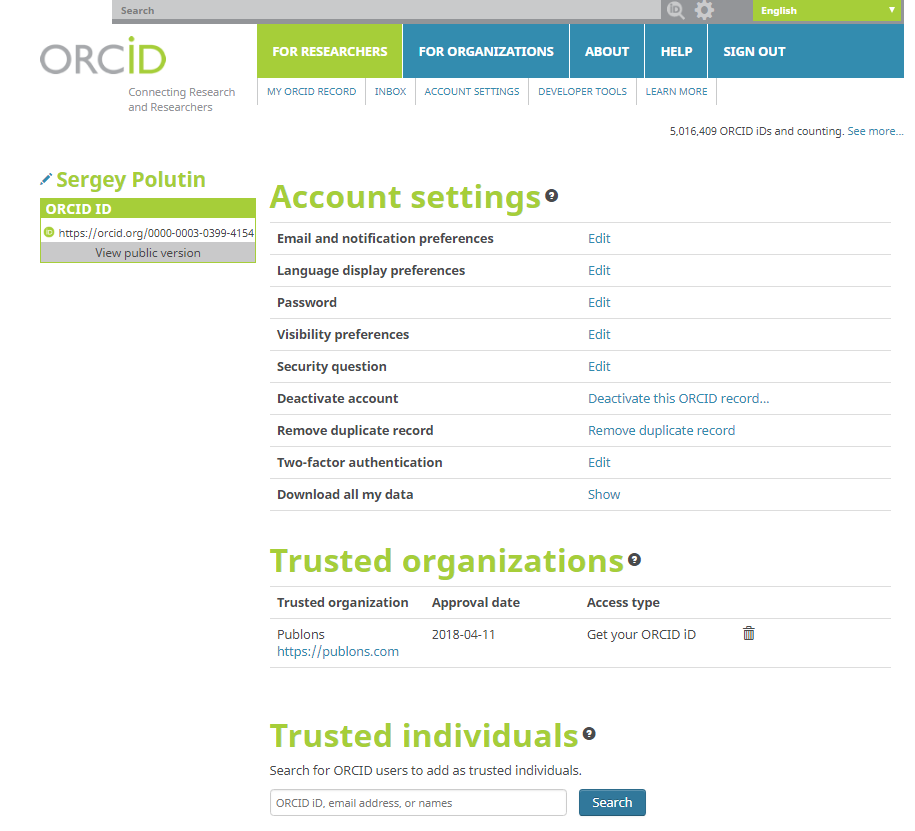 Search
English
ORCID
Connecting Research
and Researchers
FOR RESEARCHERS
FOR ORGANIZATIONS
ABOUT
HELP
SIGN OUT
MY ORCID RECORD
INBOX
ACCOUNT SETTINGS
DEVELOPER TOOLS
LEARN MORE
5,016,409 ORCID iDs and counting. See more...
Sergey Polutin
ORCID ID
https://orcid.org/0000-0003-0399-4154
View public version
Account settings
Email and notification preferences Edit
Language display preferences Edit
Password Edit
Visibility preferences Edit
Security question Edit
Deactivate account Deactivate this ORCID record...
Remove duplicate record Remove duplicate record
Two-factor authentication Edit
Download all my data Show
Trusted organizations
Trusted organization Approval date Access type
Publons 2018-04-11 Get your ORCID iD
https://publons.com
Trusted individuals
Search for ORCID users to add as trusted individuals.
ORCID iD, email address, or names Search